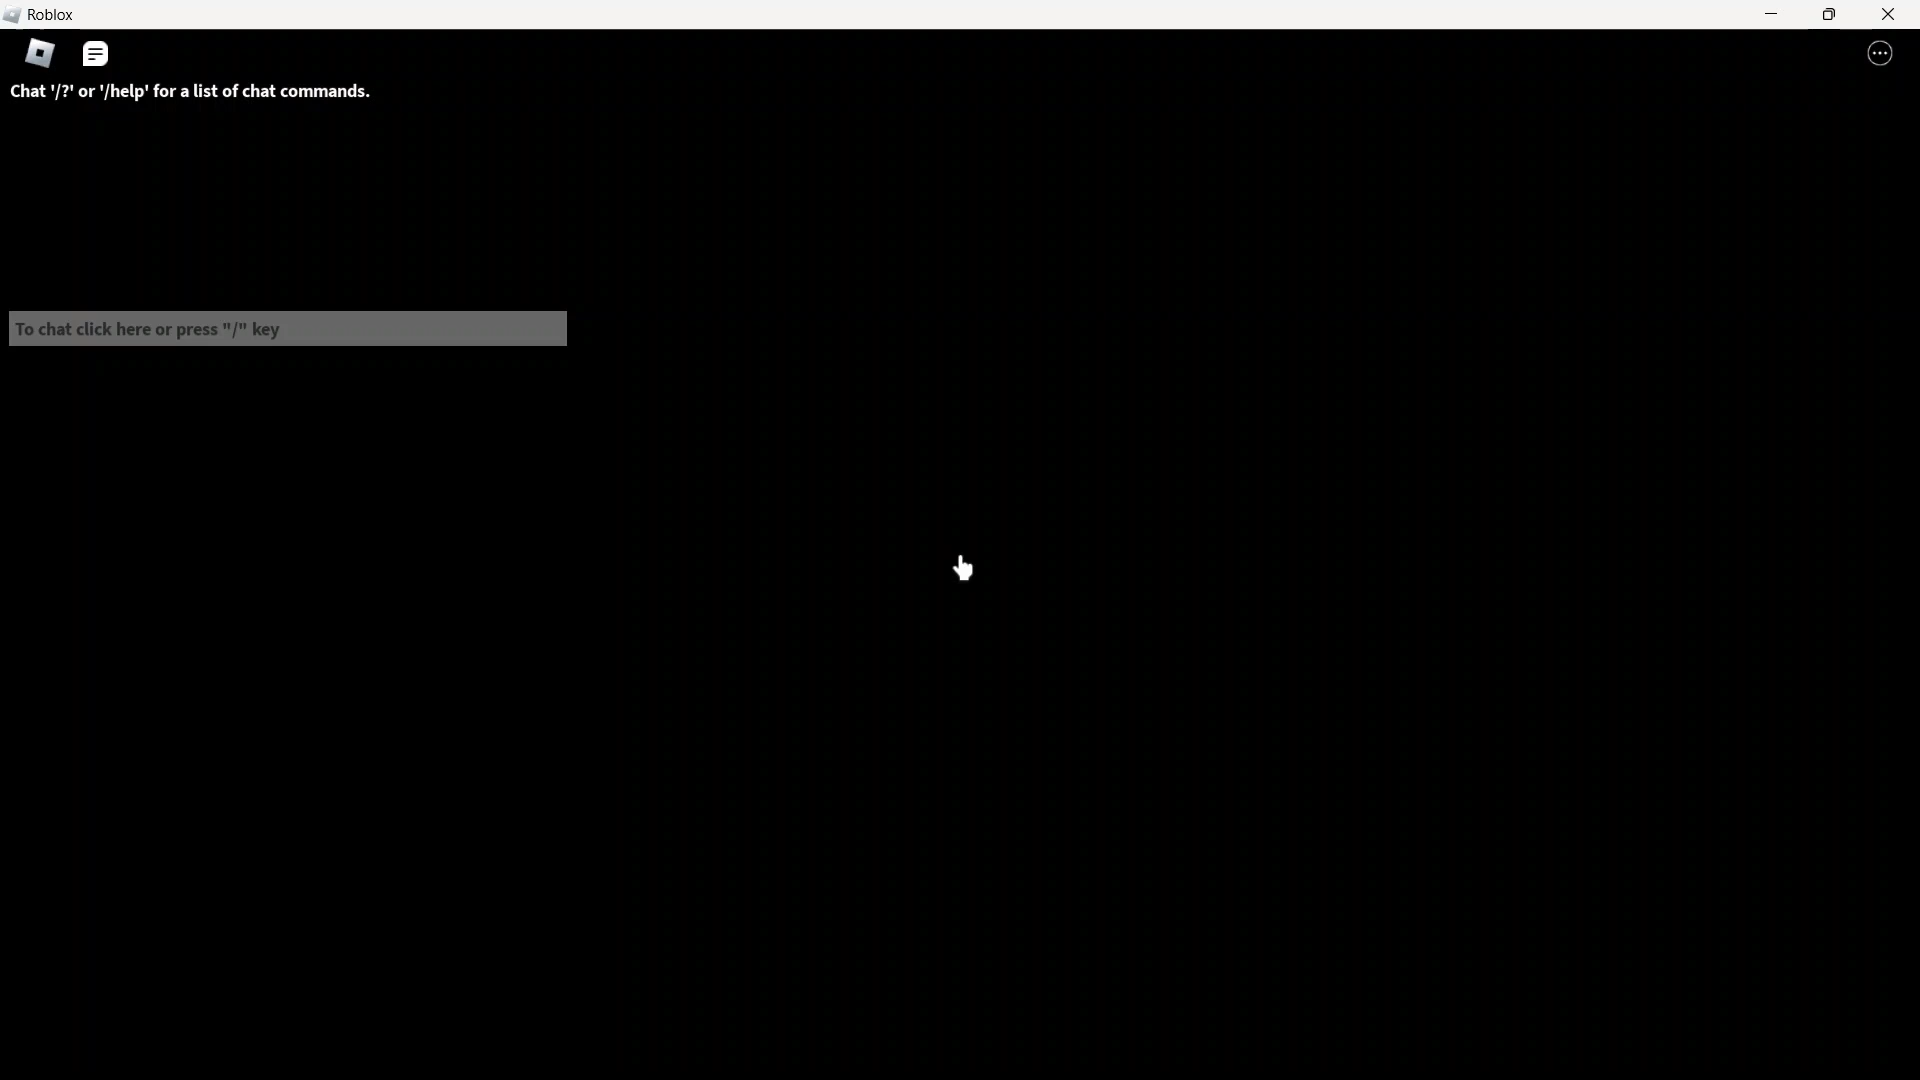 Roblox
Chat '/?' or '/help' for a list of chat commands.
To chat click here or press "/" key